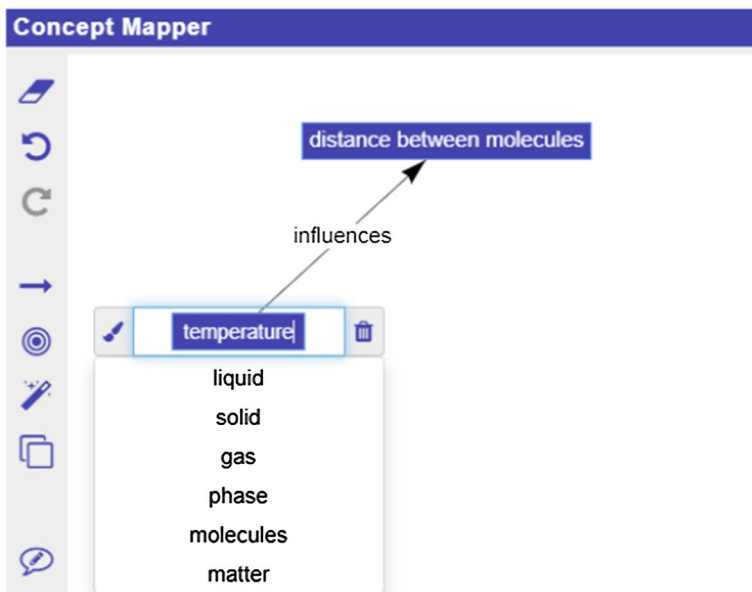 Concept Mapper
distance between molecules
influences
temperature
liquid
solid
gas
phase
molecules
matter